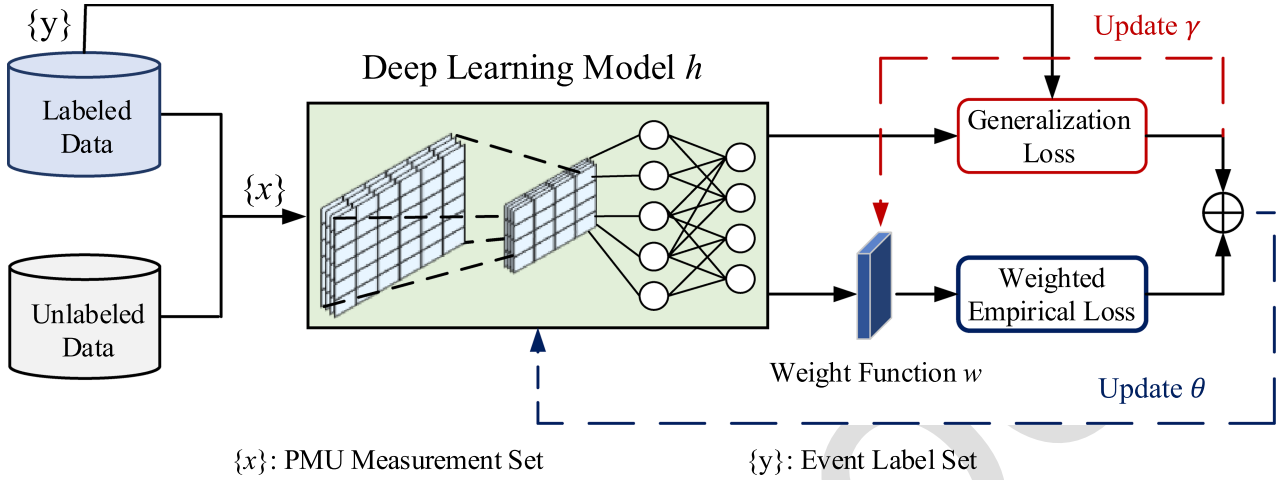 {y}
Update γ
Deep Learning Model h
Labeled
Data
Generalization
Loss
{x}
Unlabeled
Data
Weighted
Empirical Loss
Weight Function w
Update θ
{x}: PMU Measurement Set
{y}: Event Label Set